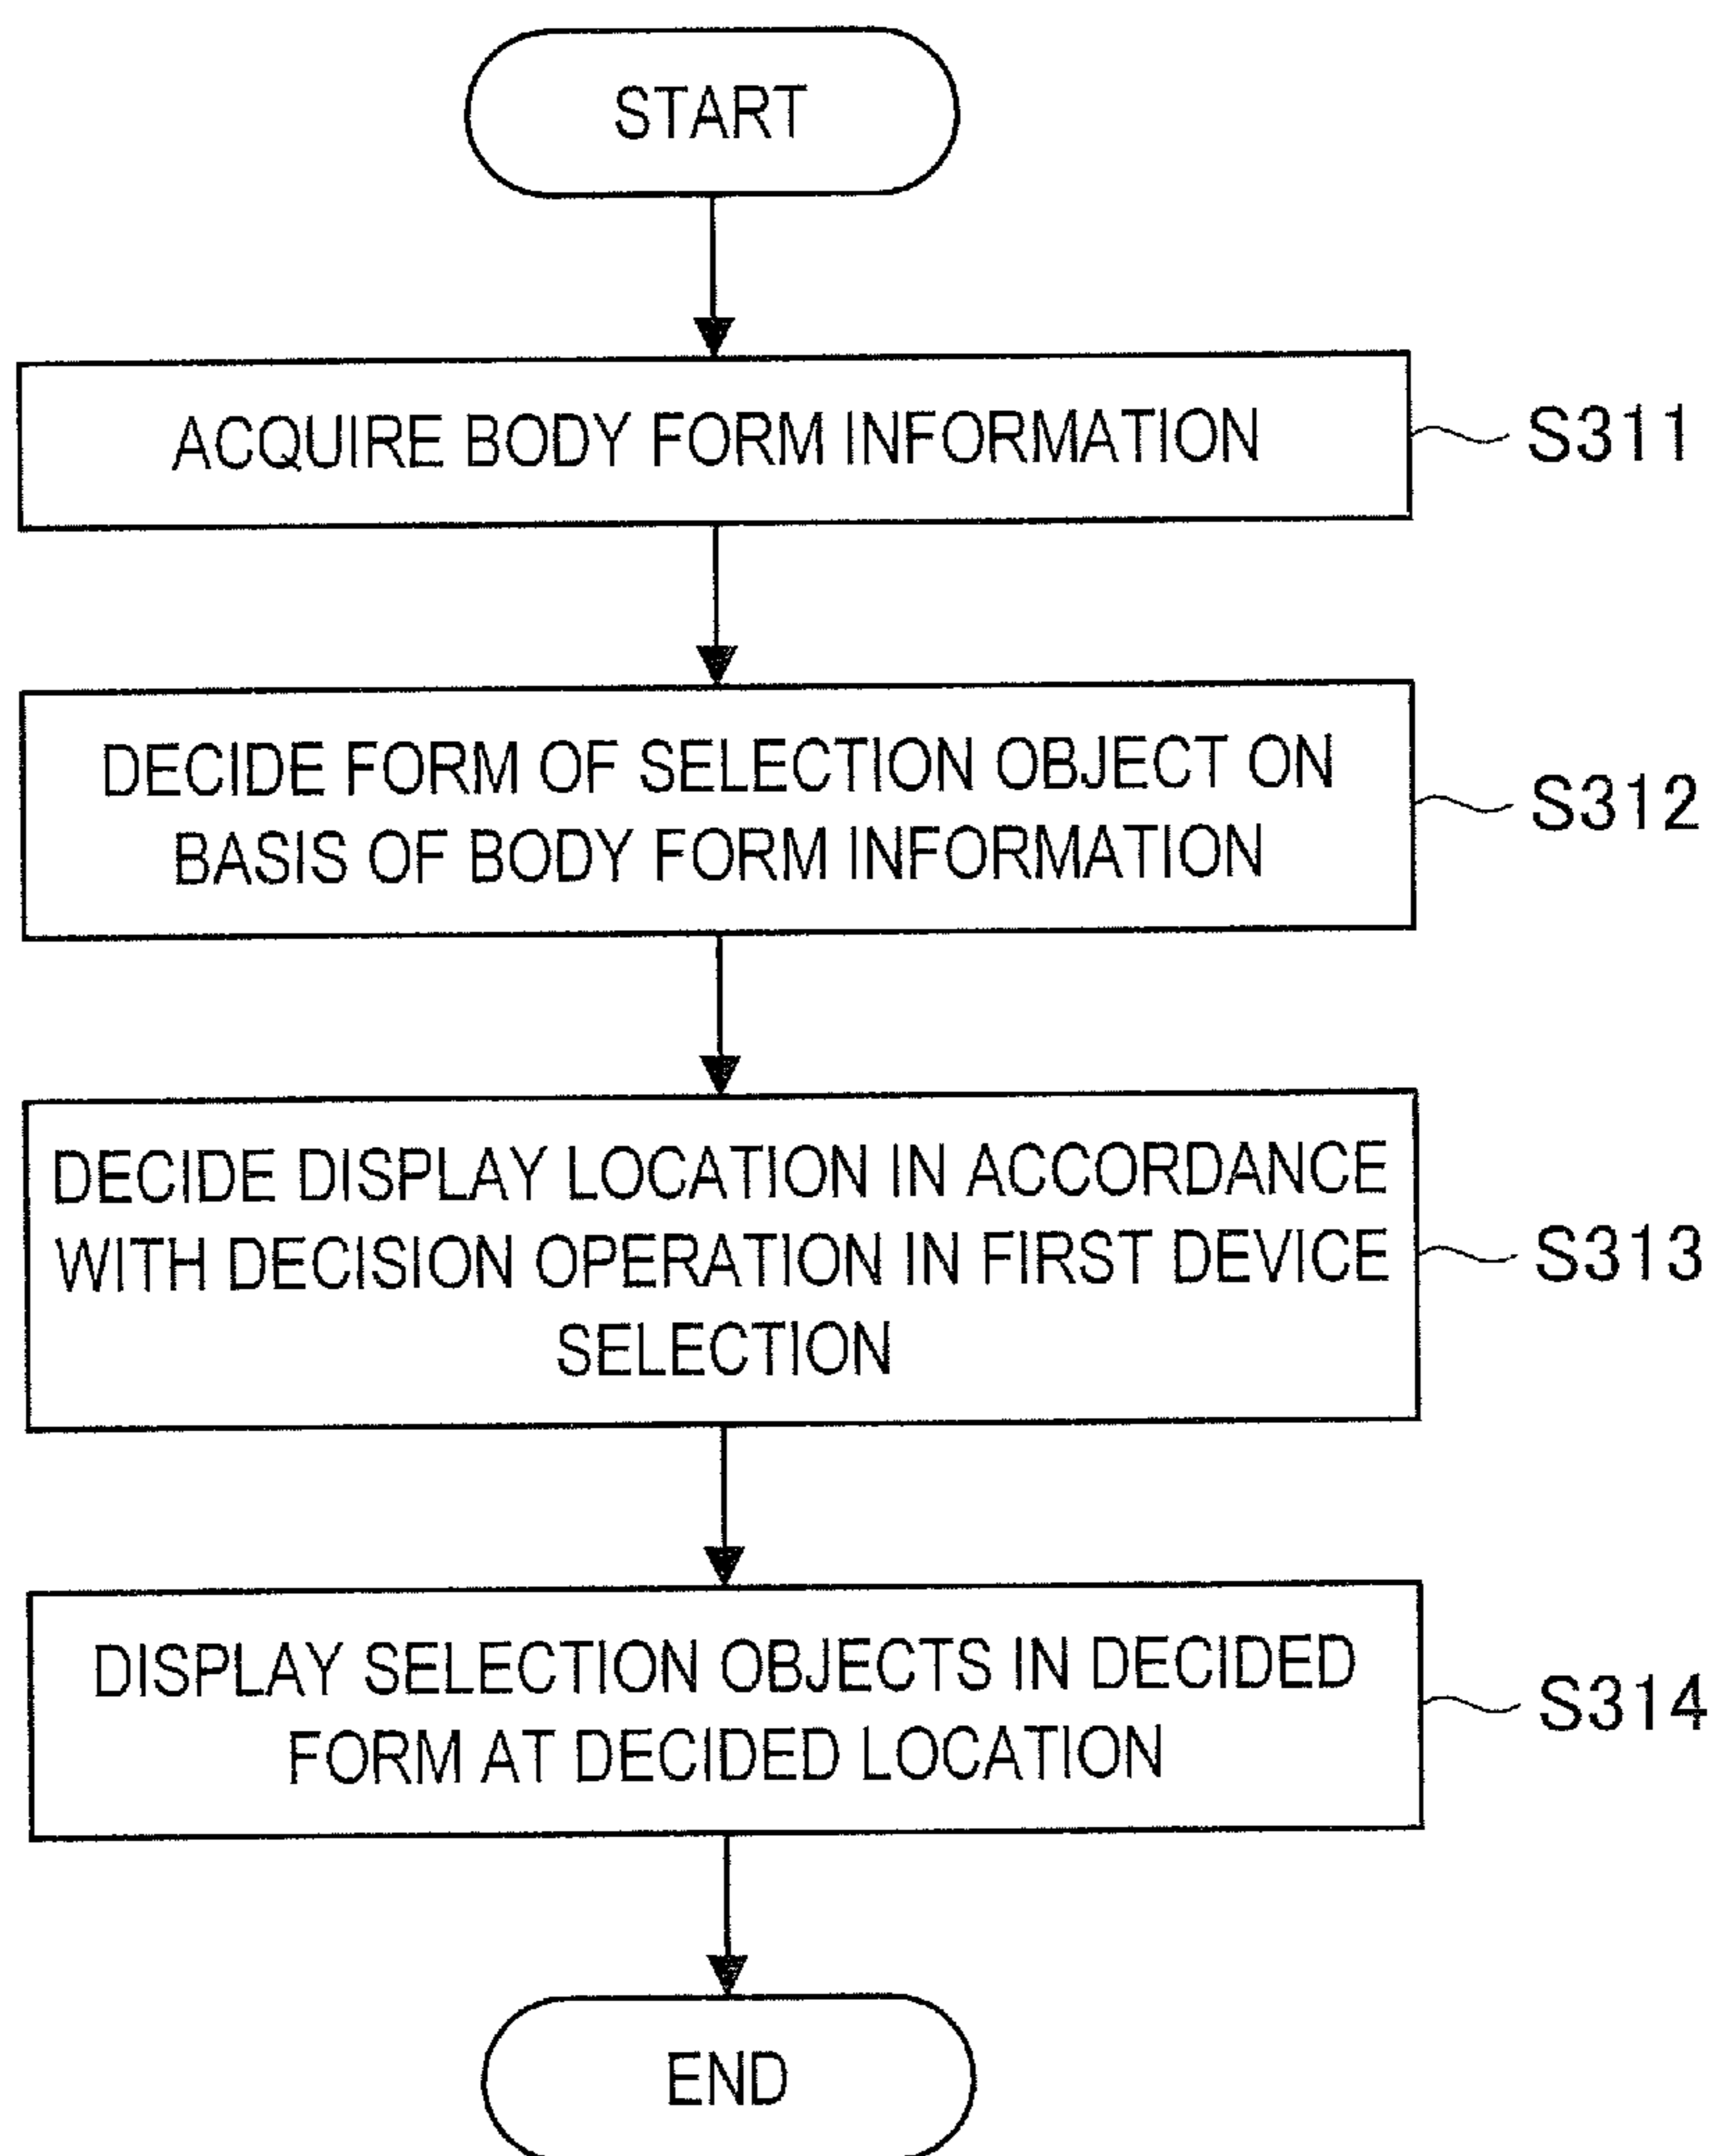 START
ACQUIRE BODY FORM INFORMATION
S311
DECIDE FORM OF SELECTION OBJECT ON
BASIS OF BODY FORM INFORMATION
S312
DECIDE DISPLAY LOCATION IN ACCORDANCE
WITH DECISION OPERATION IN FIRST DEVICE
SELECTION
S313
DISPLAY SELECTION OBJECTS IN DECIDED
FORM AT DECIDED LOCATION
S314
END